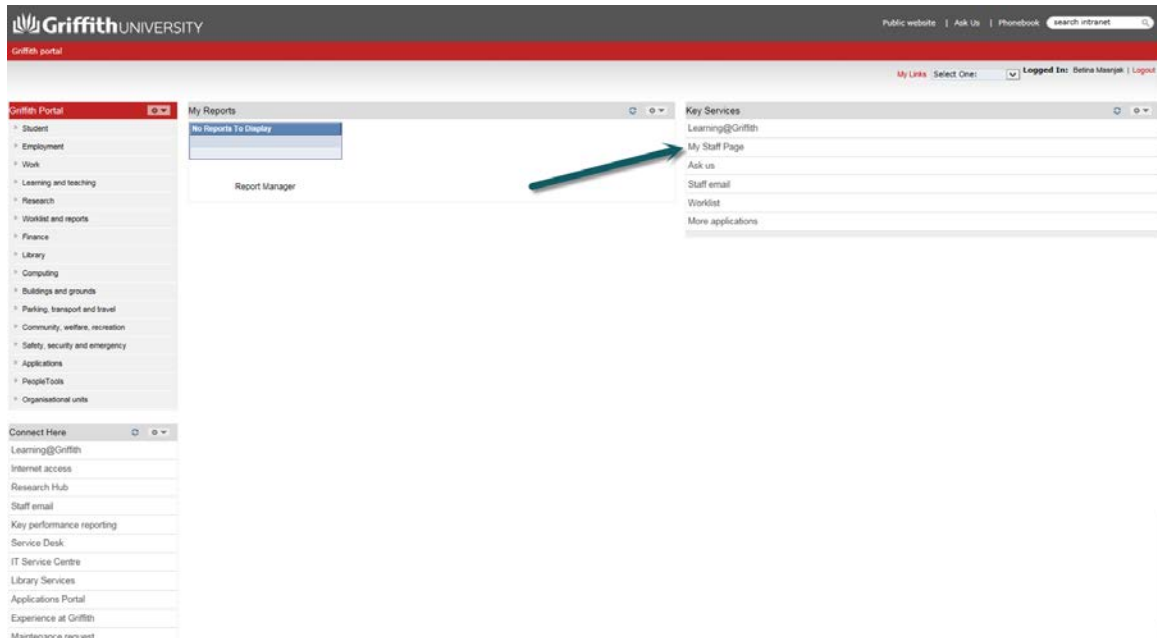 Griffith UNIVERSITY
Public website | Ask Us | Phonebook search intranet
Griffith portal
My Links Select One: Logged In: Betina Masnjak | Logout
Griffith Portal
Student
Employment
Work
Learning and teaching
Research
Worklist and reports
Finance
Library
Computing
Buildings and grounds
Parking, transport and travel
Community, welfare, recreation
Safety, security and emergency
Applications
PeopleTools
Organisational units
Connect Here
Learning@Griffith
Internet access
Research Hub
Staff email
Key performance reporting
Service Desk
IT Service Centre
Library Services
Applications Portal
Experience at Griffith
Maintenance request
My Reports
No Reports To Display
Report Manager
Key Services
Learning@Griffith
My Staff Page
Ask us
Staff email
Worklist
More applications